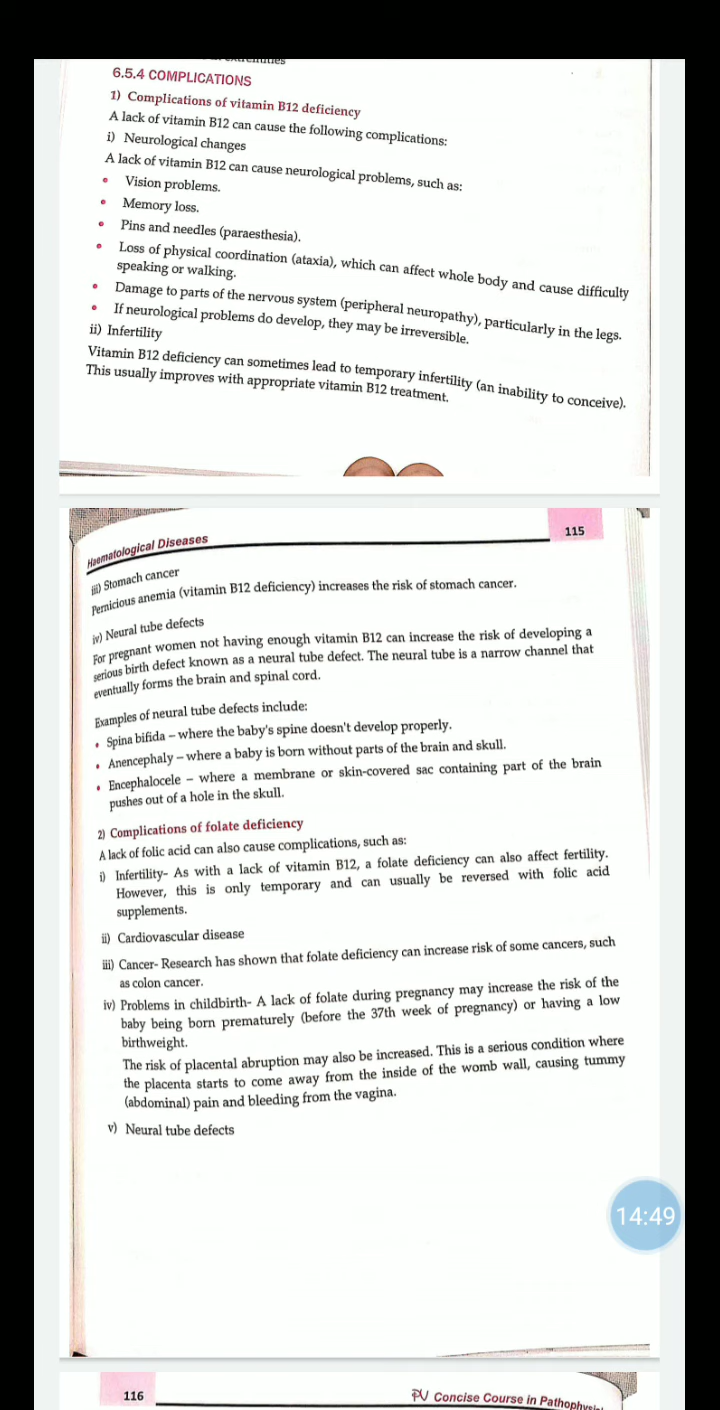 6.5.4 COMPLICATIONS
1) Complications of vitamin B12 deficiency
A lack of vitamin B12 can cause the following complications:
i) Neurological changes
A lack of vitamin B12 can cause neurological problems, such as:
• Vision problems.
• Memory loss.
• Pins and needles (paraesthesia).
• Loss of physical coordination (ataxia), which can affect whole body and cause difficulty
speaking or walking.
• Damage to parts of the nervous system (peripheral neuropathy), particularly in the legs.
• If neurological problems do develop, they may be irreversible.
ii) Infertility
Vitamin B12 deficiency can sometimes lead to temporary infertility (an inability to conceive).
This usually improves with appropriate vitamin B12 treatment.
Haematological Diseases 115
iii) Stomach cancer
Pernicious anemia (vitamin B12 deficiency) increases the risk of stomach cancer.
iv) Neural tube defects
For pregnant women not having enough vitamin B12 can increase the risk of developing a
serious birth defect known as a neural tube defect. The neural tube is a narrow channel that
eventually forms the brain and spinal cord.
Examples of neural tube defects include:
• Spina bifida – where the baby's spine doesn't develop properly.
• Anencephaly – where a baby is born without parts of the brain and skull.
• Encephalocele – where a membrane or skin-covered sac containing part of the brain
pushes out of a hole in the skull.
2) Complications of folate deficiency
A lack of folic acid can also cause complications, such as:
i) Infertility- As with a lack of vitamin B12, a folate deficiency can also affect fertility.
However, this is only temporary and can usually be reversed with folic acid
supplements.
ii) Cardiovascular disease
iii) Cancer- Research has shown that folate deficiency can increase risk of some cancers, such
as colon cancer.
iv) Problems in childbirth- A lack of folate during pregnancy may increase the risk of the
baby being born prematurely (before the 37th week of pregnancy) or having a low
birthweight.
The risk of placental abruption may also be increased. This is a serious condition where
the placenta starts to come away from the inside of the womb wall, causing tummy
(abdominal) pain and bleeding from the vagina.
v) Neural tube defects
14:49
116 PV Concise Course in